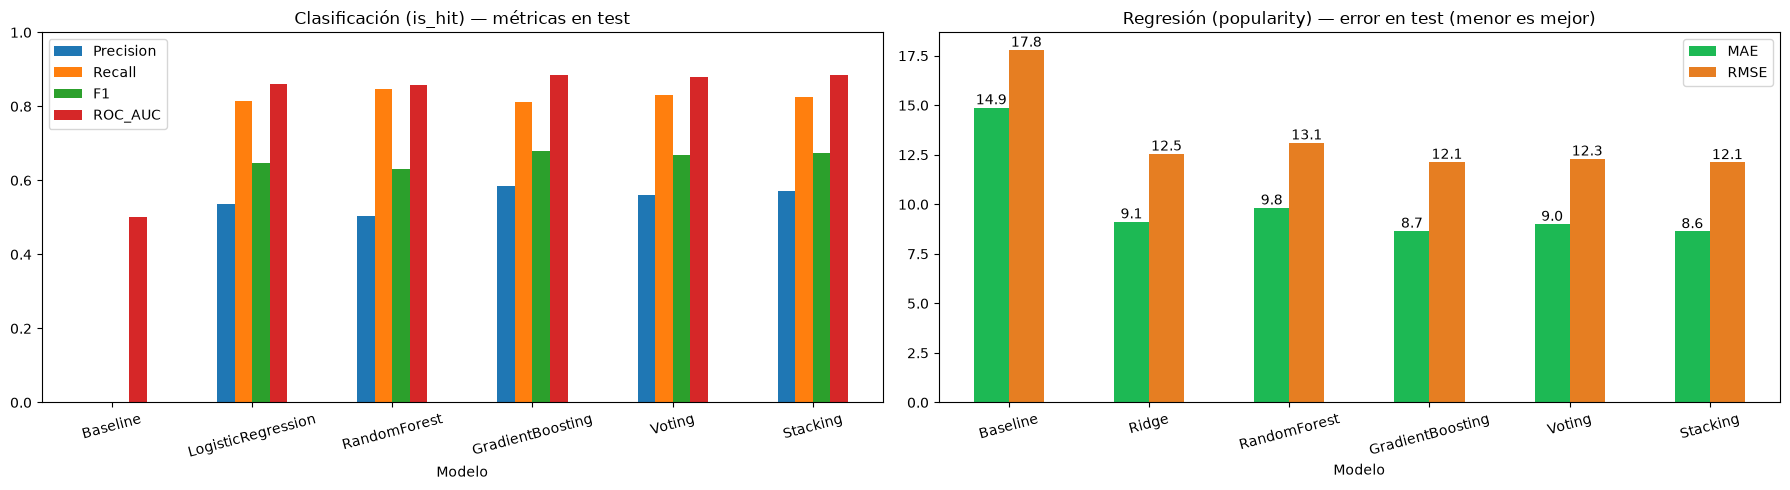 Clasificación (is_hit) — métricas en test
1.0
0.8
0.6
0.4
0.2
0.0
Precision
Recall
F1
ROC_AUC
Baseline
LogisticRegression
RandomForest
GradientBoosting
Voting
Stacking
Modelo
Regresión (popularity) — error en test (menor es mejor)
17.5
15.0
12.5
10.0
7.5
5.0
2.5
0.0
MAE
RMSE
14.9
17.8
9.1
12.5
9.8
13.1
8.7
12.1
9.0
12.3
8.6
12.1
Baseline
Ridge
RandomForest
GradientBoosting
Voting
Stacking
Modelo